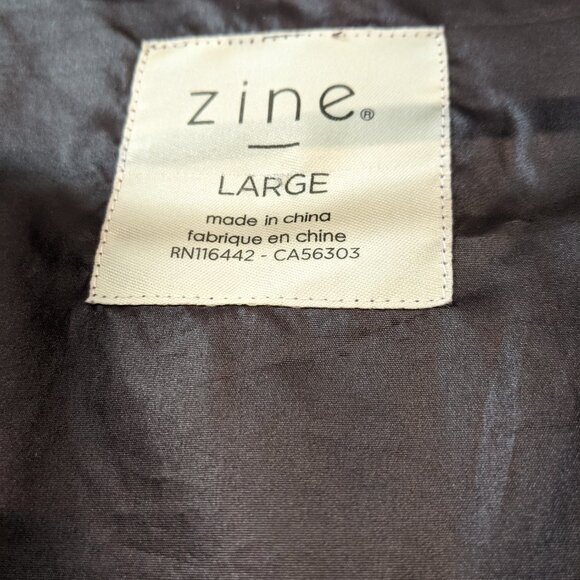 zine®
LARGE
made in china
fabrique en chine
RN116442 - CA56303